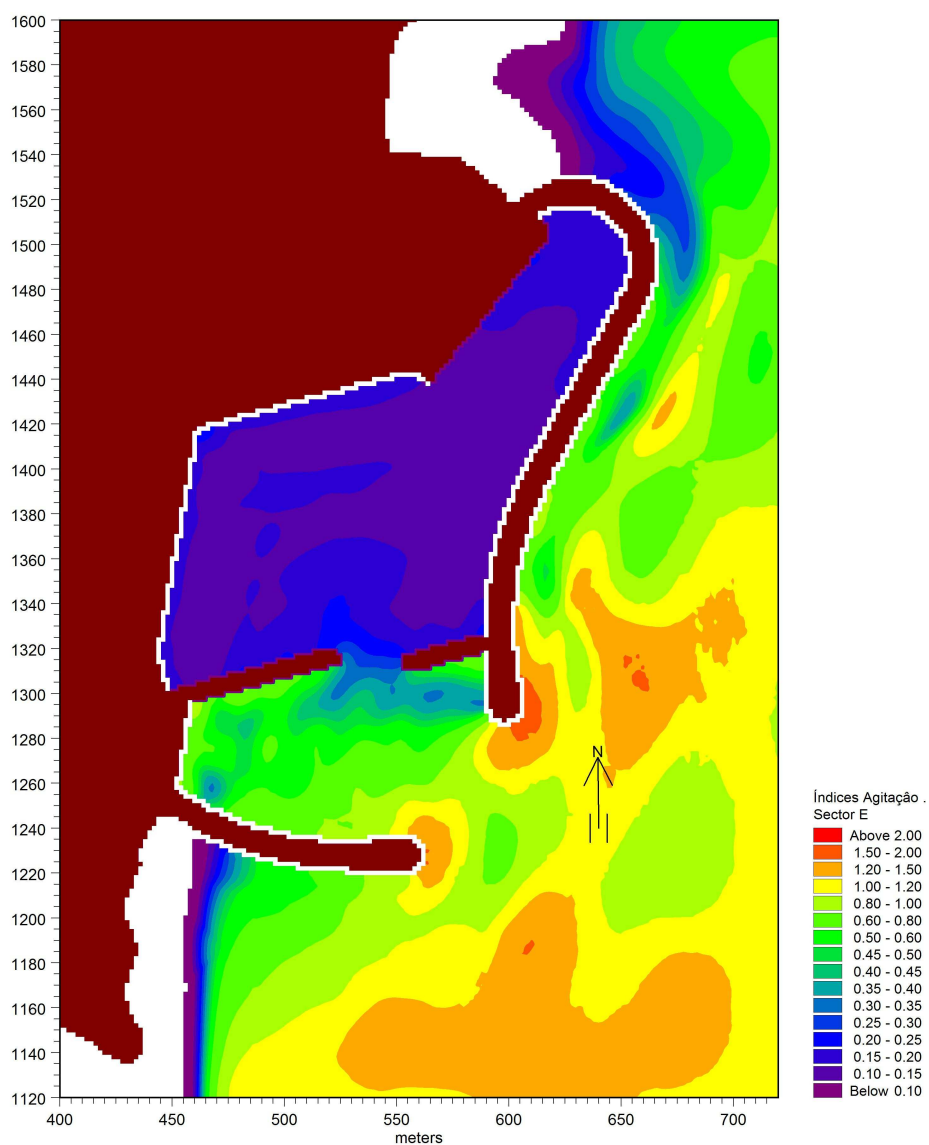 1600
1580
1560
1540
1520
1500
1480
1460
1440
1420
1400
1380
1360
1340
1320
1300
1280
1260
1240
1220
1200
1180
1160
1140
1120
400 450 500 550 600 650 700
meters
N
Índices Agitação .
Sector E
Above 2.00
1.50 - 2.00
1.20 - 1.50
1.00 - 1.20
0.80 - 1.00
0.60 - 0.80
0.50 - 0.60
0.45 - 0.50
0.40 - 0.45
0.35 - 0.40
0.30 - 0.35
0.25 - 0.30
0.20 - 0.25
0.15 - 0.20
0.10 - 0.15
Below 0.10